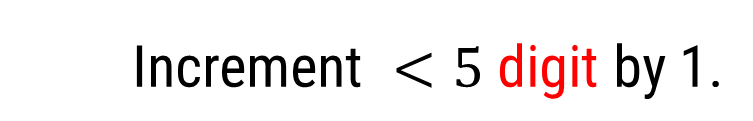 Increment < 5 digit by 1.